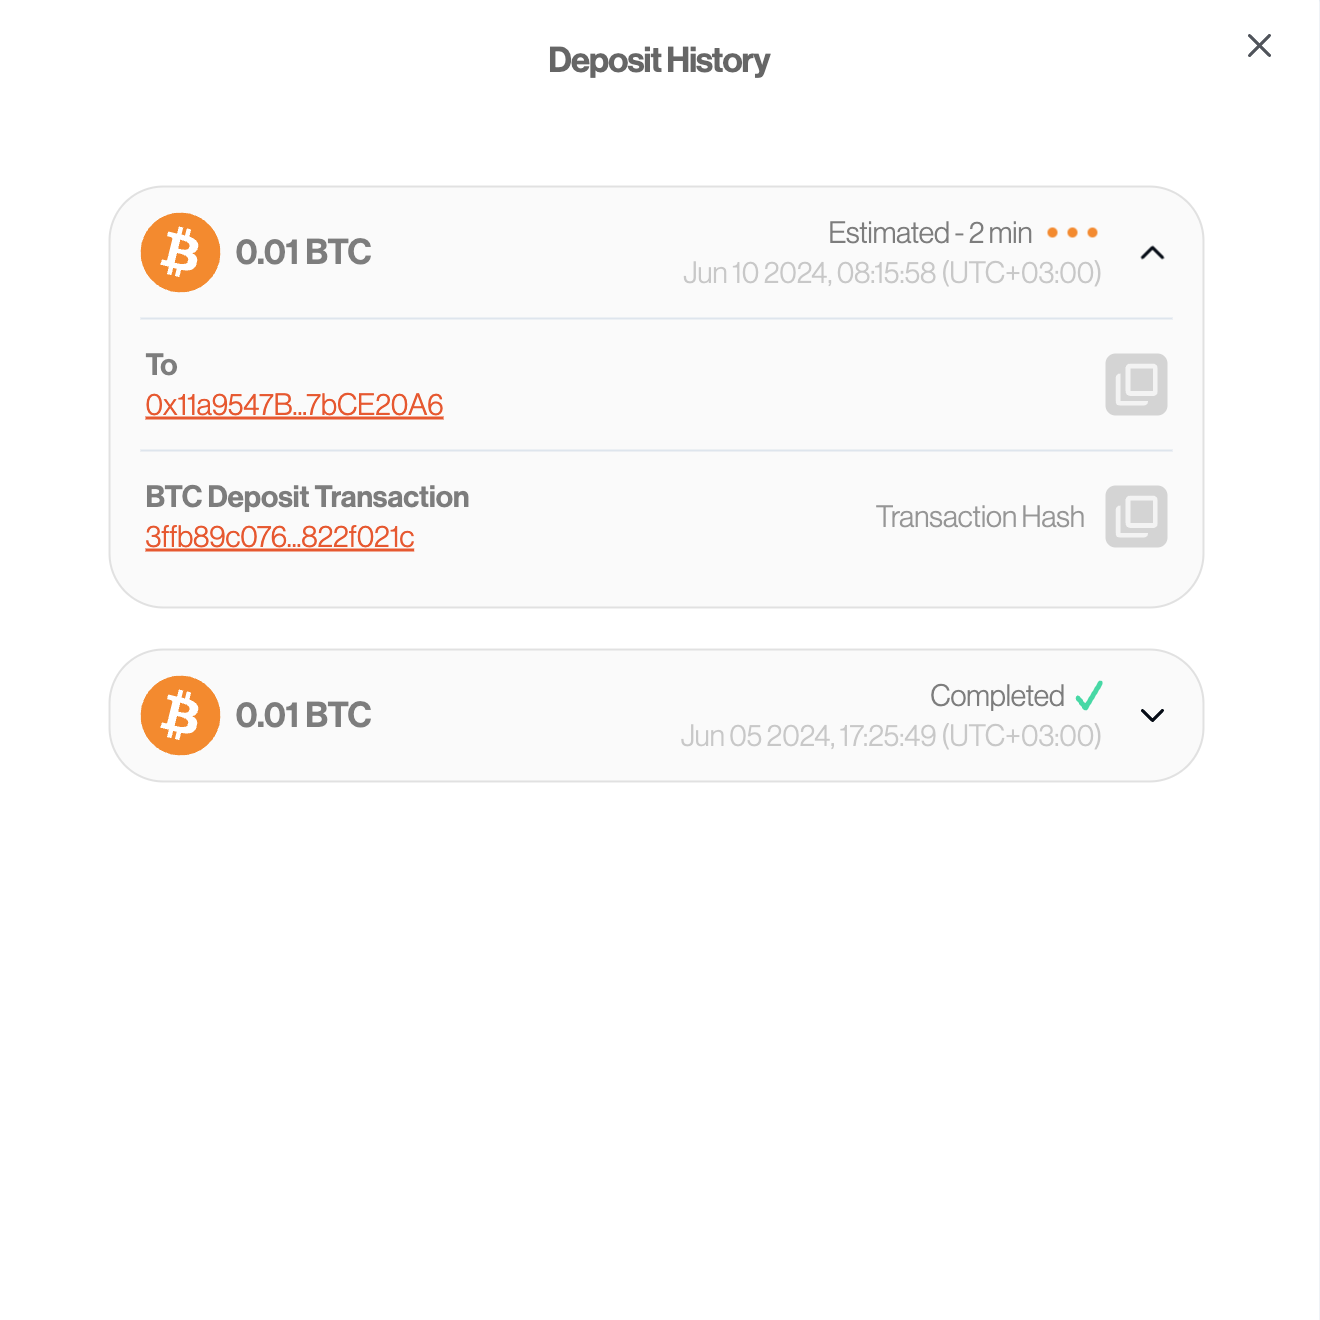 Deposit History
0.01 BTC
Estimated - 2 min
Jun 10 2024, 08:15:58 (UTC+03:00)
To
0x11a9547B...7bCE20A6
BTC Deposit Transaction
3ffb89c076...822f021c
Transaction Hash
0.01 BTC
Completed
Jun 05 2024, 17:25:49 (UTC+03:00)